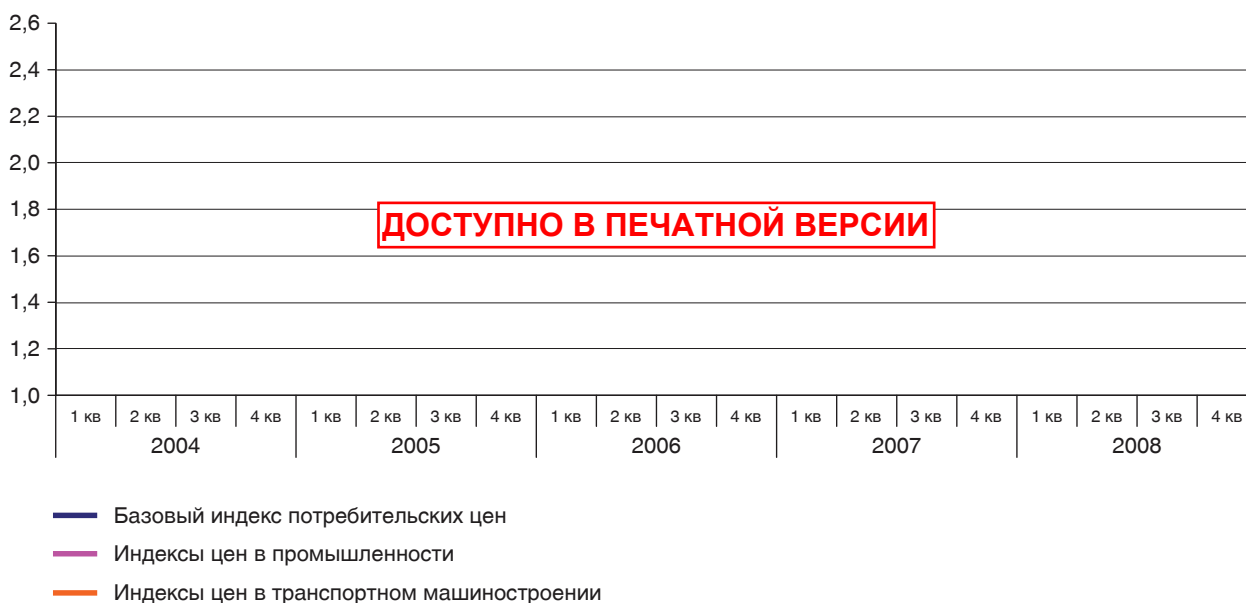 2,6
2,4
2,2
2,0
1,8
ДОСТУПНО В ПЕЧАТНОЙ ВЕРСИИ
1,6
1,4
1,2
1,0
1 кв 2 кв 3 кв 4 кв 1 кв 2 кв 3 кв 4 кв 1 кв 2 кв 3 кв 4 кв 1 кв 2 кв 3 кв 4 кв 1 кв 2 кв 3 кв 4 кв
2004 2005 2006 2007 2008
Базовый индекс потребительских цен
Индексы цен в промышленности
Индексы цен в транспортном машиностроении